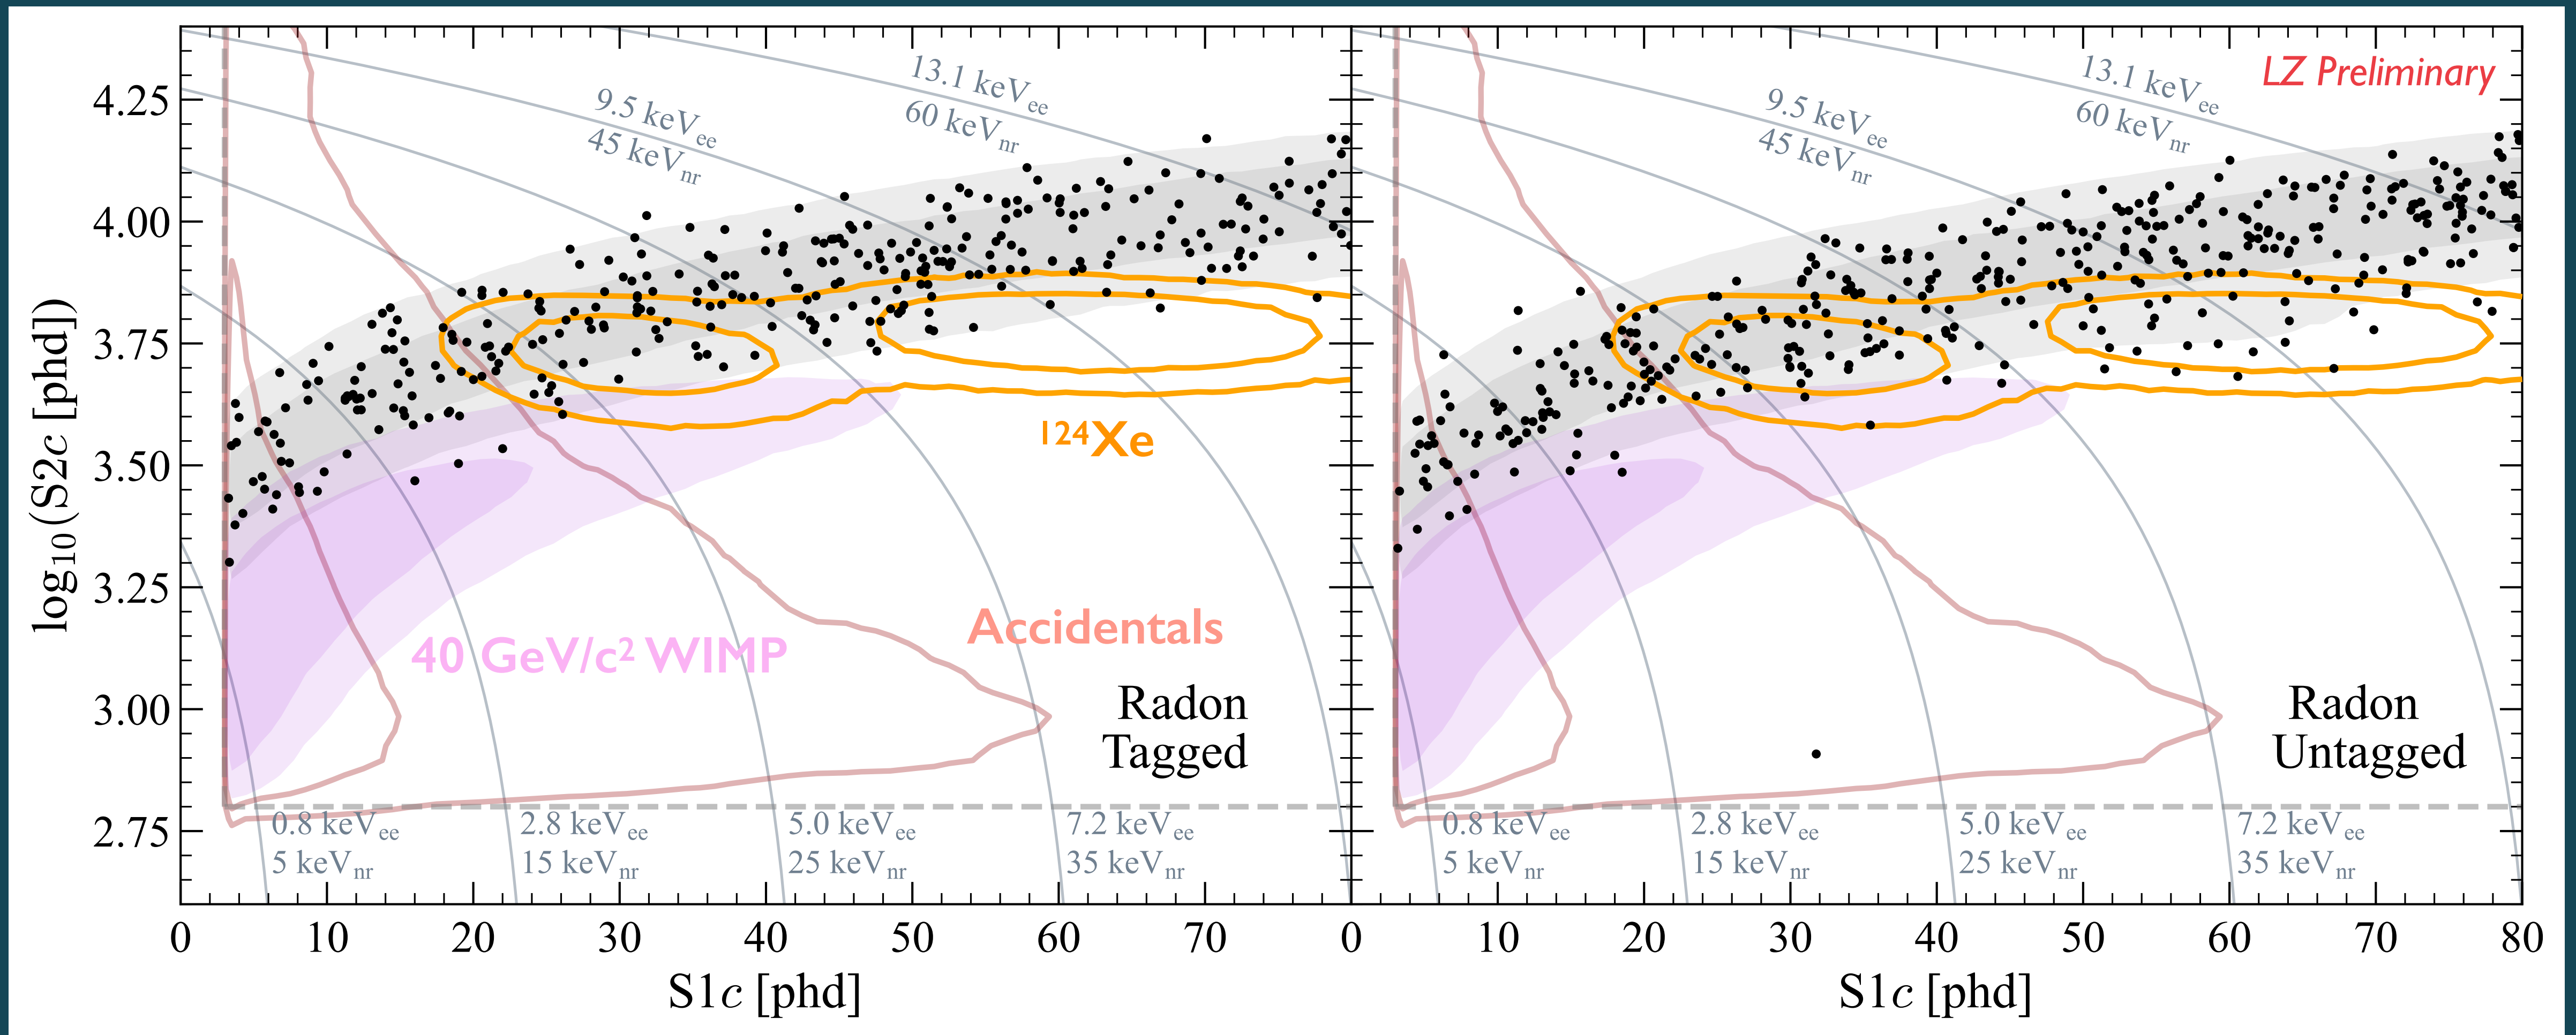 LZ Preliminary
13.1 keVee
60 keVnr
9.5 keVee
45 keVnr
13.1 keVee
60 keVnr
9.5 keVee
45 keVnr
4.25
4.00
3.75
3.50
3.25
3.00
2.75
log10(S2c [phd])
124Xe
Accidentals
40 GeV/c² WIMP
Radon
Tagged
Radon
Untagged
0.8 keVee
5 keVnr
2.8 keVee
15 keVnr
5.0 keVee
25 keVnr
7.2 keVee
35 keVnr
0.8 keVee
5 keVnr
2.8 keVee
15 keVnr
5.0 keVee
25 keVnr
7.2 keVee
35 keVnr
0 10 20 30 40 50 60 70 0 10 20 30 40 50 60 70 80
S1c [phd]
S1c [phd]